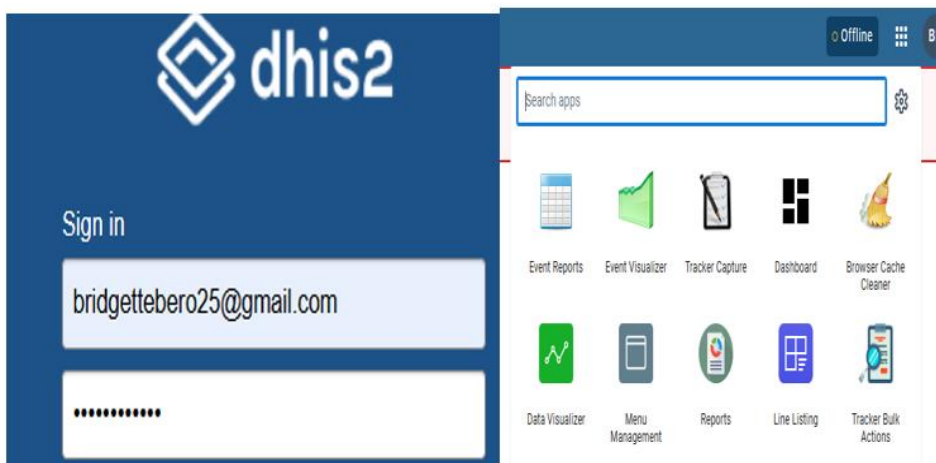 dhis2
Sign in
bridgettebero25@gmail.com
••••••••••••
Offline
B
Search apps
Event Reports
Event Visualizer
Tracker Capture
Dashboard
Browser Cache
Cleaner
Data Visualizer
Menu
Management
Reports
Line Listing
Tracker Bulk
Actions